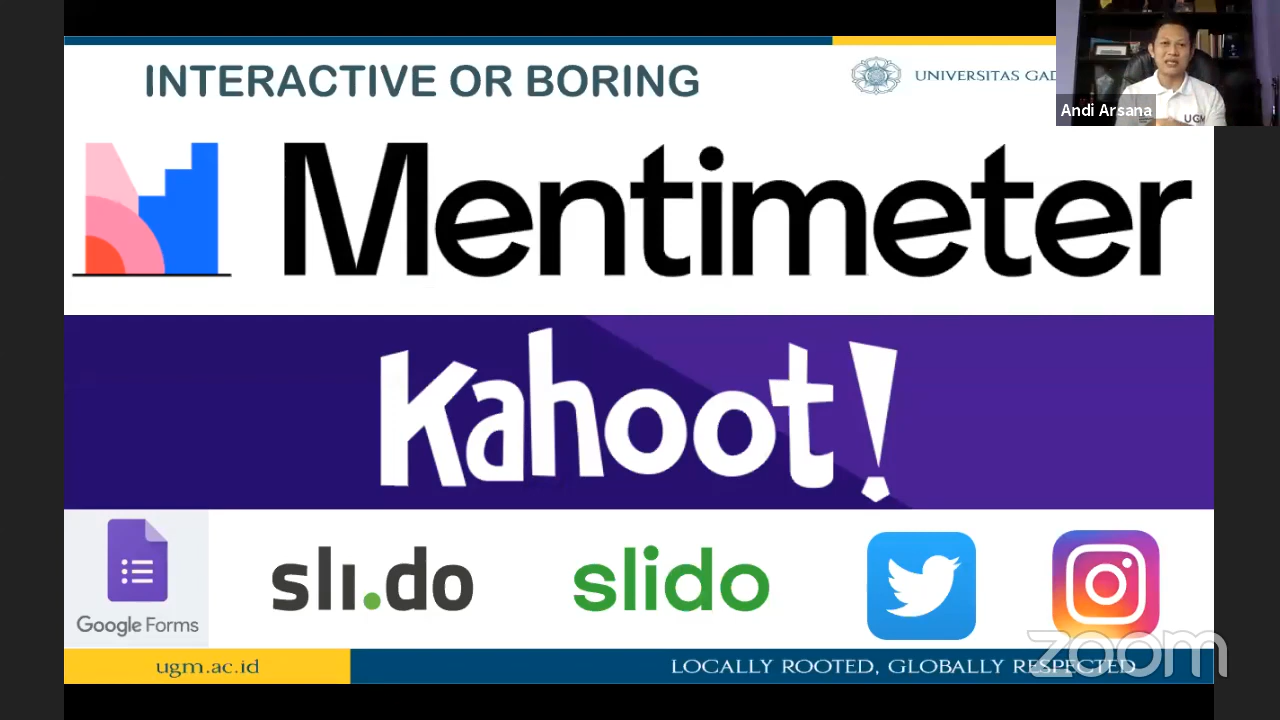 INTERACTIVE OR BORING
UNIVERSITAS GAD
Andi Arsana
UGM
Mentimeter
Kahoot!
Google Forms
sli.do
slido
ugm.ac.id
LOCALLY ROOTED, GLOBALLY RESPECTED
zoom